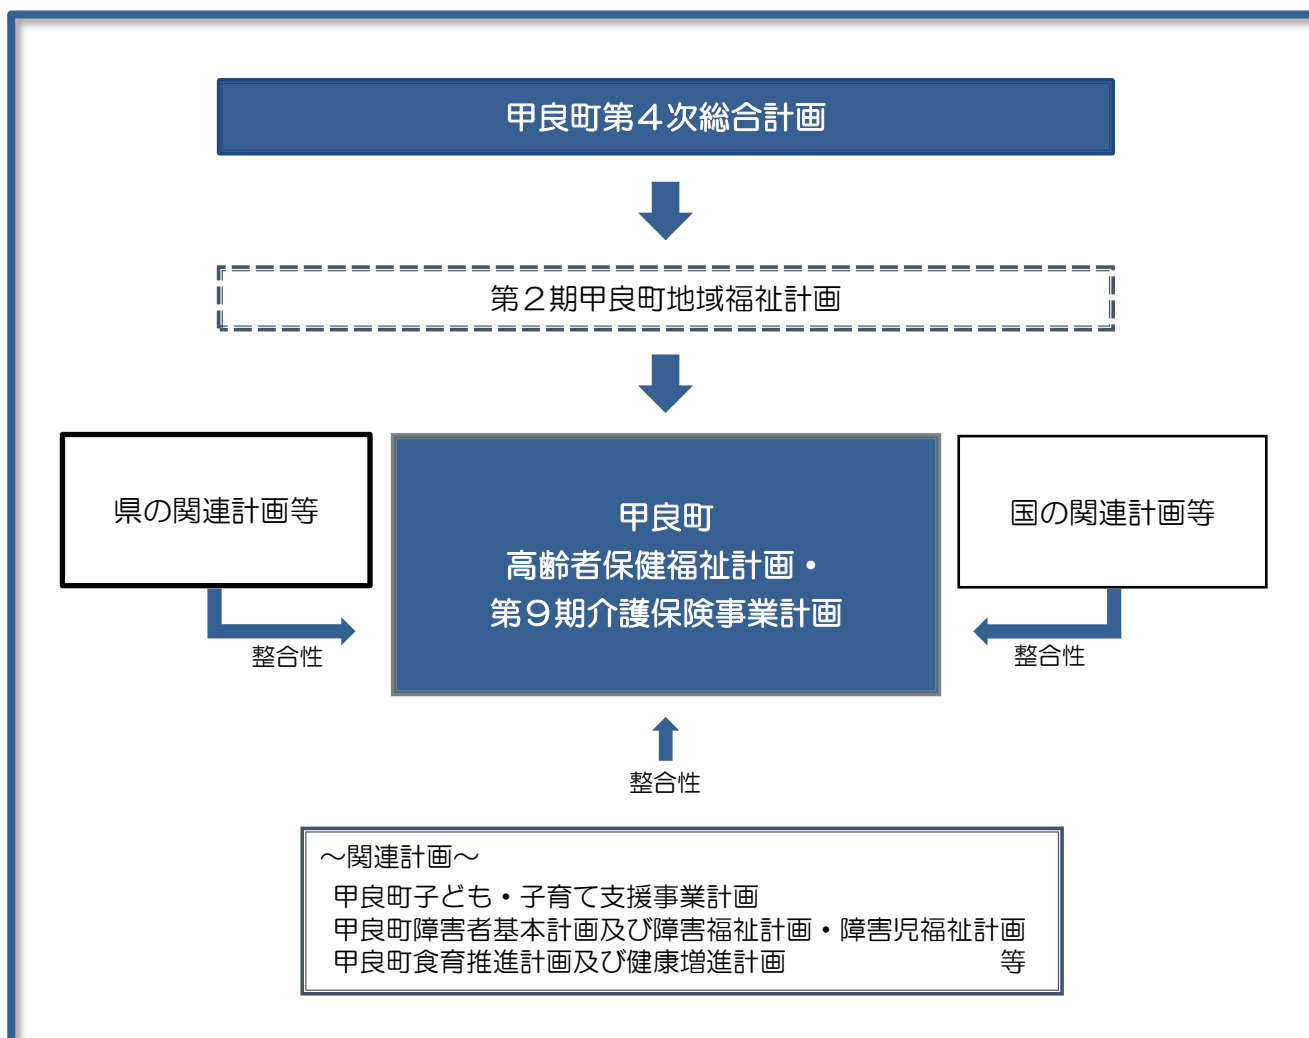 甲良町第４次総合計画
第２期甲良町地域福祉計画
県の関連計画等
甲良町
高齢者保健福祉計画・
第９期介護保険事業計画
国の関連計画等
整合性
整合性
整合性
～関連計画～
甲良町子ども・子育て支援事業計画
甲良町障害者基本計画及び障害福祉計画・障害児福祉計画
甲良町食育推進計画及び健康増進計画　等